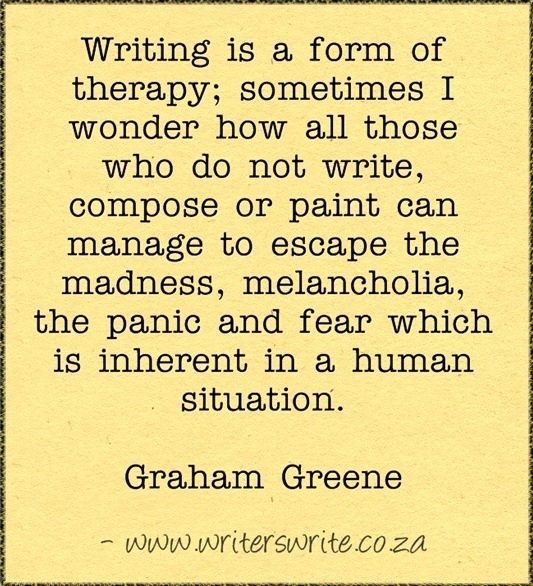 Writing is a form of
therapy; sometimes I
wonder how all those
who do not write,
compose or paint can
manage to escape the
madness, melancholia,
the panic and fear which
is inherent in a human
situation.
Graham Greene
- www.writerswrite.co.za